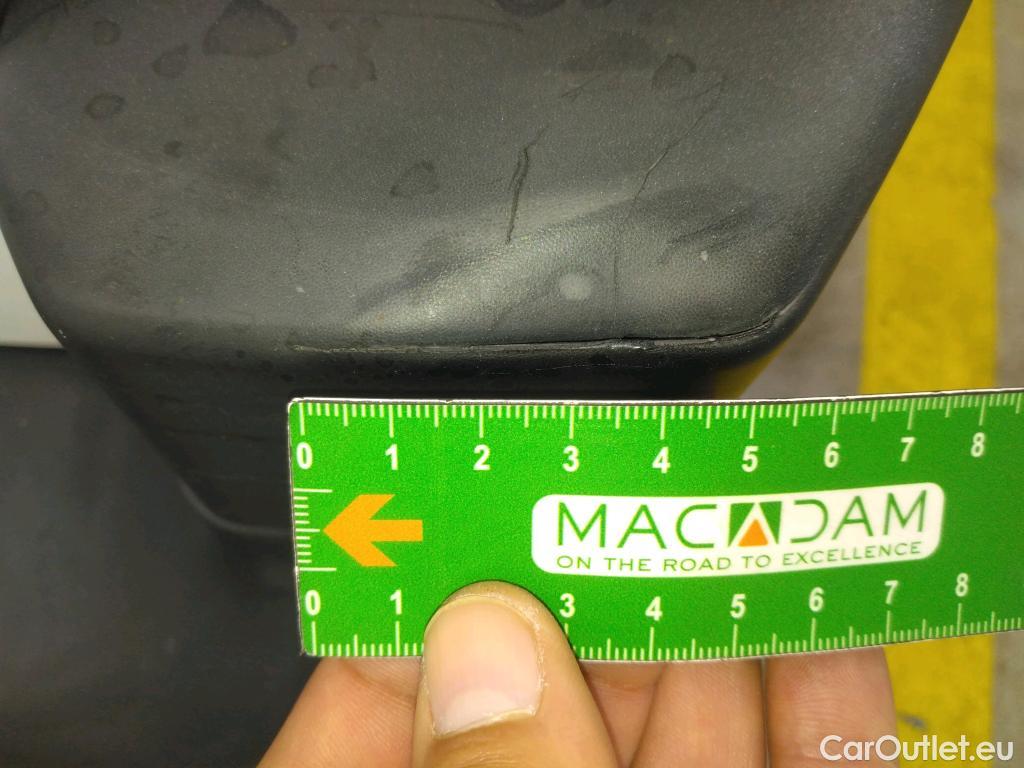 0 1 2 3 4 5 6 7 8
MACADAM
ON THE ROAD TO EXCELLENCE
0 1 3 4 5 6 7 8
CarOutlet.eu